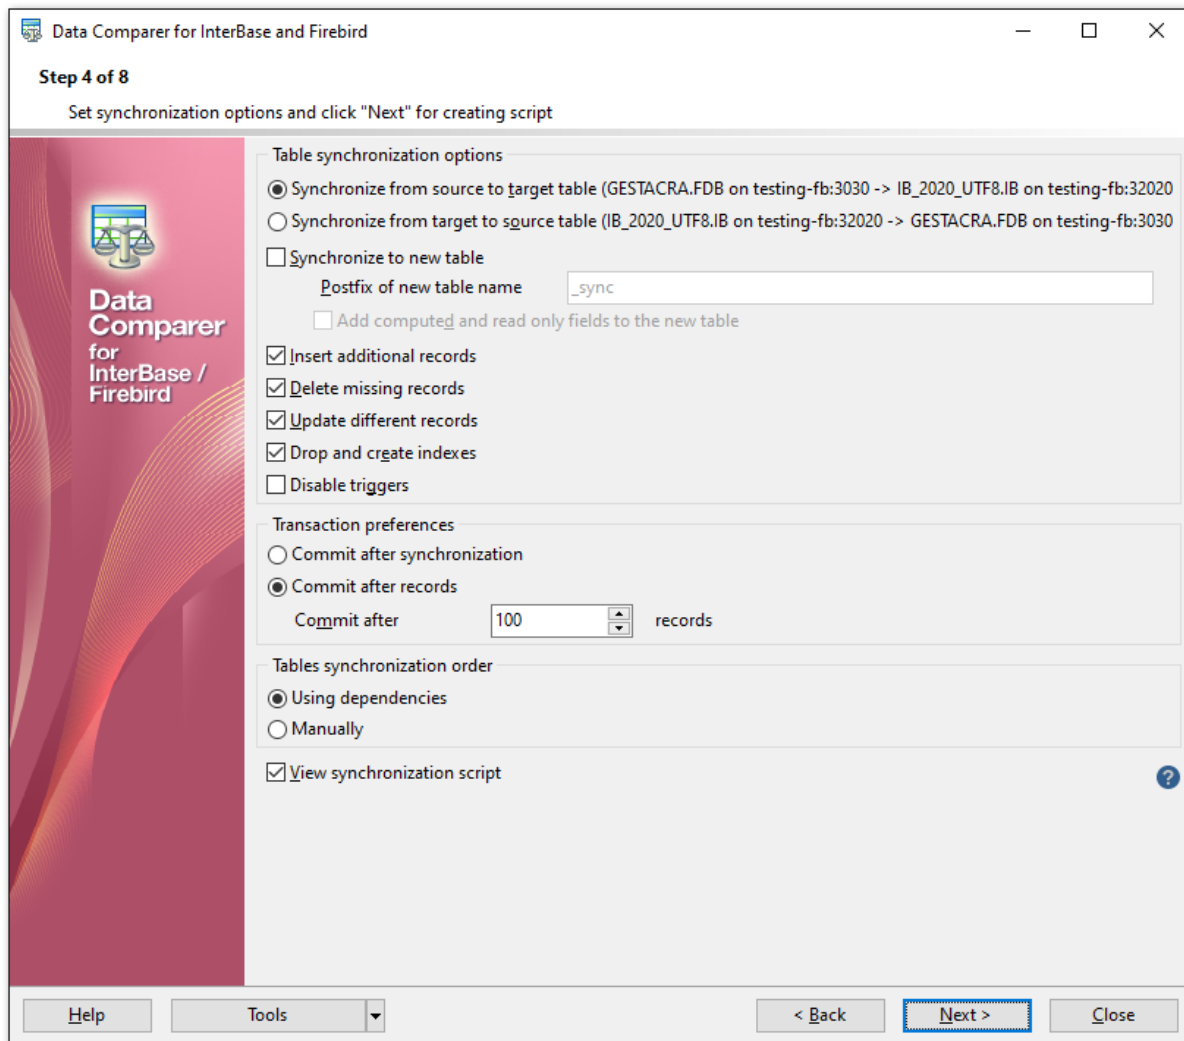 Data Comparer for InterBase and Firebird
Step 4 of 8
Set synchronization options and click "Next" for creating script
Data
Comparer
for
InterBase /
Firebird
Table synchronization options
Synchronize from source to target table (GESTACRA.FDB on testing-fb:3030 -> IB_2020_UTF8.IB on testing-fb:32020
Synchronize from target to source table (IB_2020_UTF8.IB on testing-fb:32020 -> GESTACRA.FDB on testing-fb:3030
Synchronize to new table
Postfix of new table name _sync
Add computed and read only fields to the new table
Insert additional records
Delete missing records
Update different records
Drop and create indexes
Disable triggers
Transaction preferences
Commit after synchronization
Commit after records
Commit after 100 records
Tables synchronization order
Using dependencies
Manually
View synchronization script
?
Help Tools < Back Next > Close